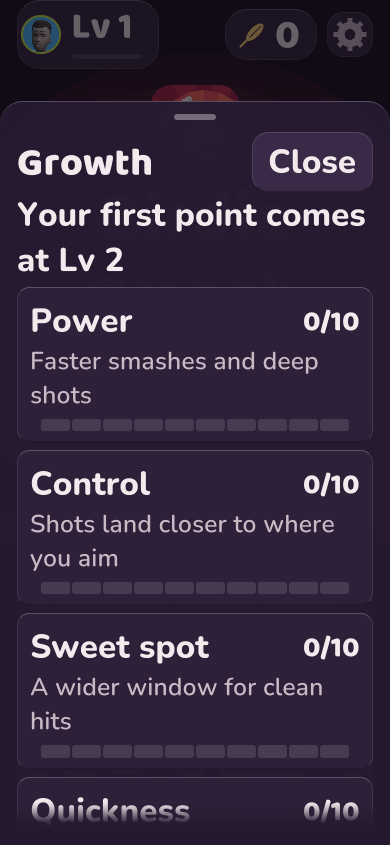 Lv 1
0
Growth
Close
Your first point comes
at Lv 2
Power
0/10
Faster smashes and deep
shots
Control
0/10
Shots land closer to where
you aim
Sweet spot
0/10
A wider window for clean
hits
Quickness
0/10